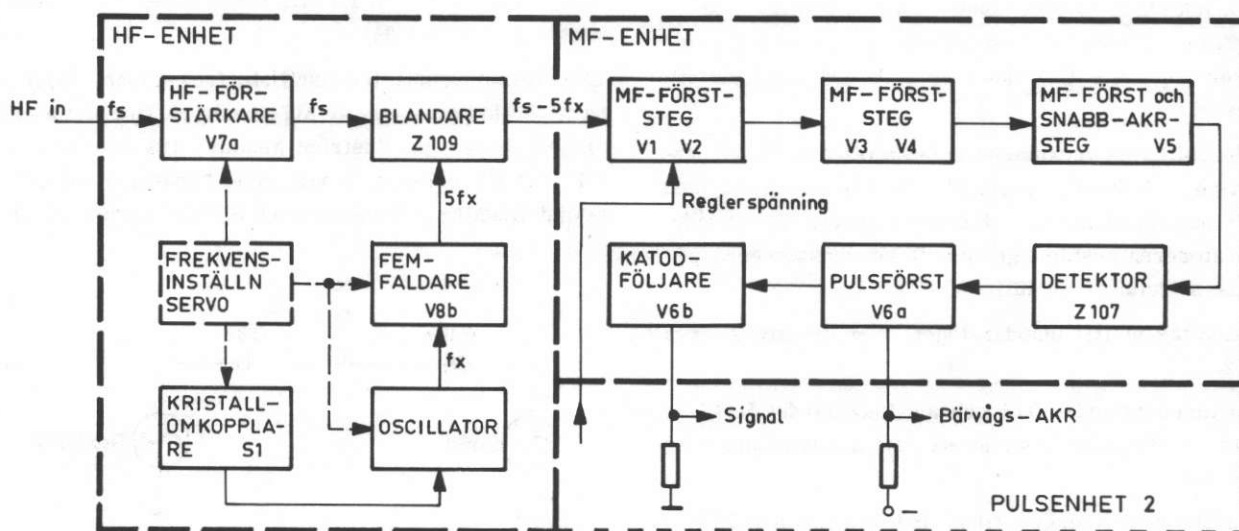 HF-ENHET
MF-ENHET
HF in
fs
HF-FÖR-
STÄRKARE
V7a
fs
BLANDARE
Z 109
fs-5fx
MF-FÖRST-
STEG
V1 V2
MF-FÖRST-
STEG
V3 V4
MF-FÖRST och
SNABB-AKR-
STEG V5
5fx
Reglerspänning
FREKVENS-
INSTÄLLN
SERVO
FEM-
FALDARE
V8b
KATOD-
FÖLJARE
V6b
PULSFÖRST
V6a
DETEKTOR
Z 107
fx
KRISTALL-
OMKOPPLA-
RE S1
OSCILLATOR
Signal
Bärvågs-AKR
PULSENHET 2